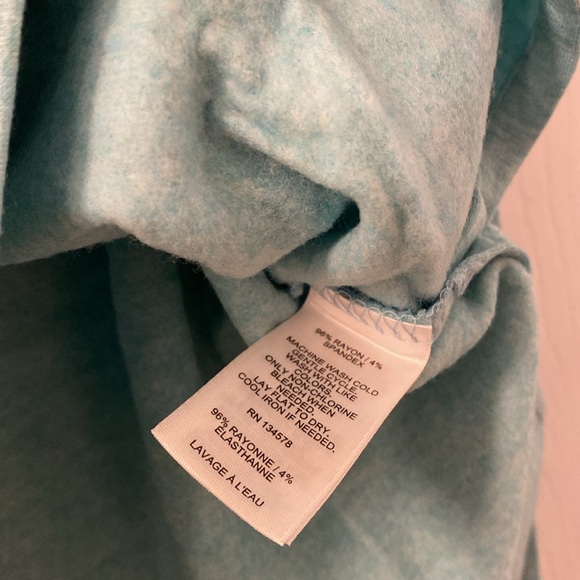 96% RAYON / 4%
SPANDEX
MACHINE WASH COLD
GENTLE CYCLE.
WASH WITH LIKE
COLORS.
ONLY NON-CHLORINE
BLEACH WHEN
NEEDED.
LAY FLAT TO DRY.
COOL IRON IF NEEDED.
RN 134578
96% RAYONNE / 4%
ÉLASTHANNE
LAVAGE À L'EAU